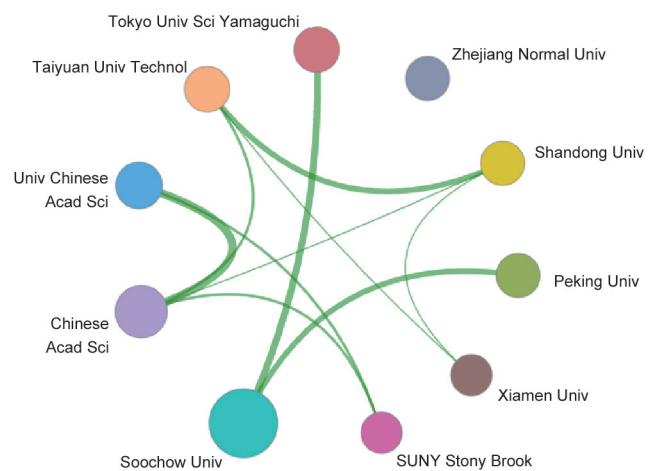 Tokyo Univ Sci Yamaguchi
Zhejiang Normal Univ
Taiyuan Univ Technol
Shandong Univ
Univ Chinese
Acad Sci
Peking Univ
Chinese
Acad Sci
Xiamen Univ
Soochow Univ
SUNY Stony Brook